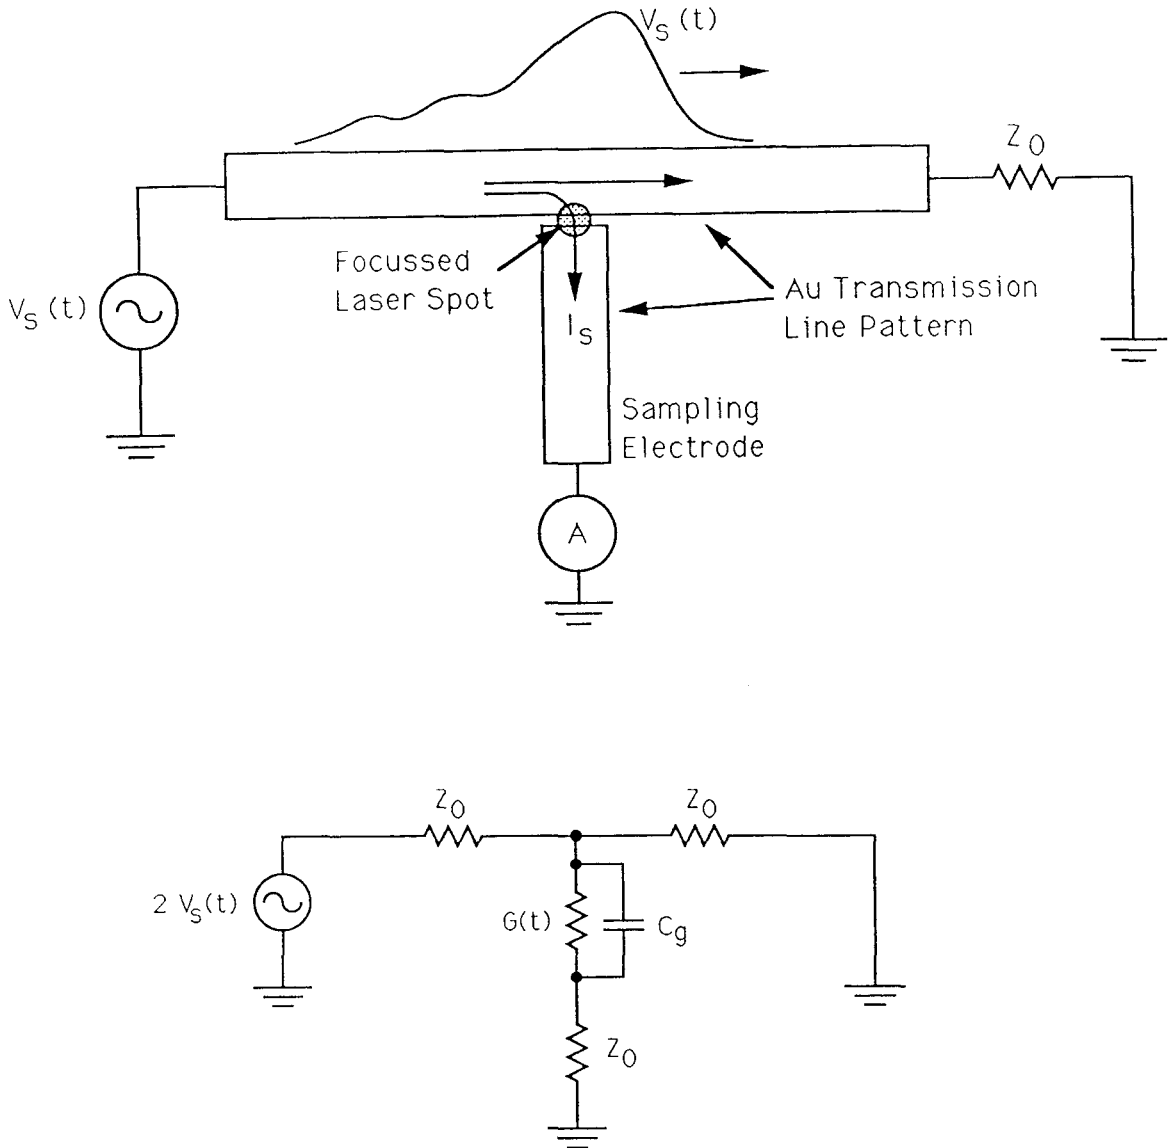 V_S (t)
Z_0
Focussed
Laser Spot
V_S (t)
Au Transmission
Line Pattern
I_S
Sampling
Electrode
A
Z_0
Z_0
2 V_S(t)
G(t)
C_g
Z_0